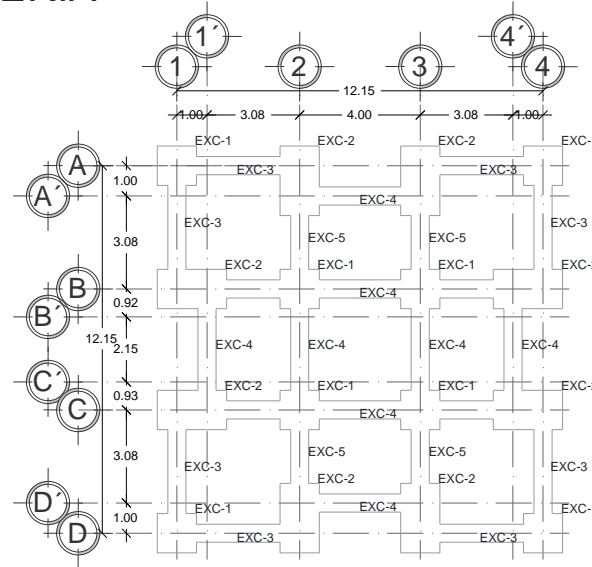 1´ 4´
1 2 3 4
12.15
1.00 3.08 4.00 3.08 1.00
EXC-1 EXC-2 EXC-2 EXC-
A
EXC-3 EXC-3
1.00
A´
EXC-4
EXC-3 EXC-3
EXC-5 EXC-5
3.08
EXC-2 EXC-1 EXC-1
B
EXC-4
0.92
B´
12.15
2.15
EXC-4 EXC-4 EXC-4 EXC-4
C´
EXC-2 EXC-1 EXC-1
0.93
C
EXC-4
EXC-5 EXC-5
3.08
EXC-3 EXC-3
EXC-2 EXC-2
D´
EXC-1 EXC-4 EXC-
1.00
D
EXC-3 EXC-3